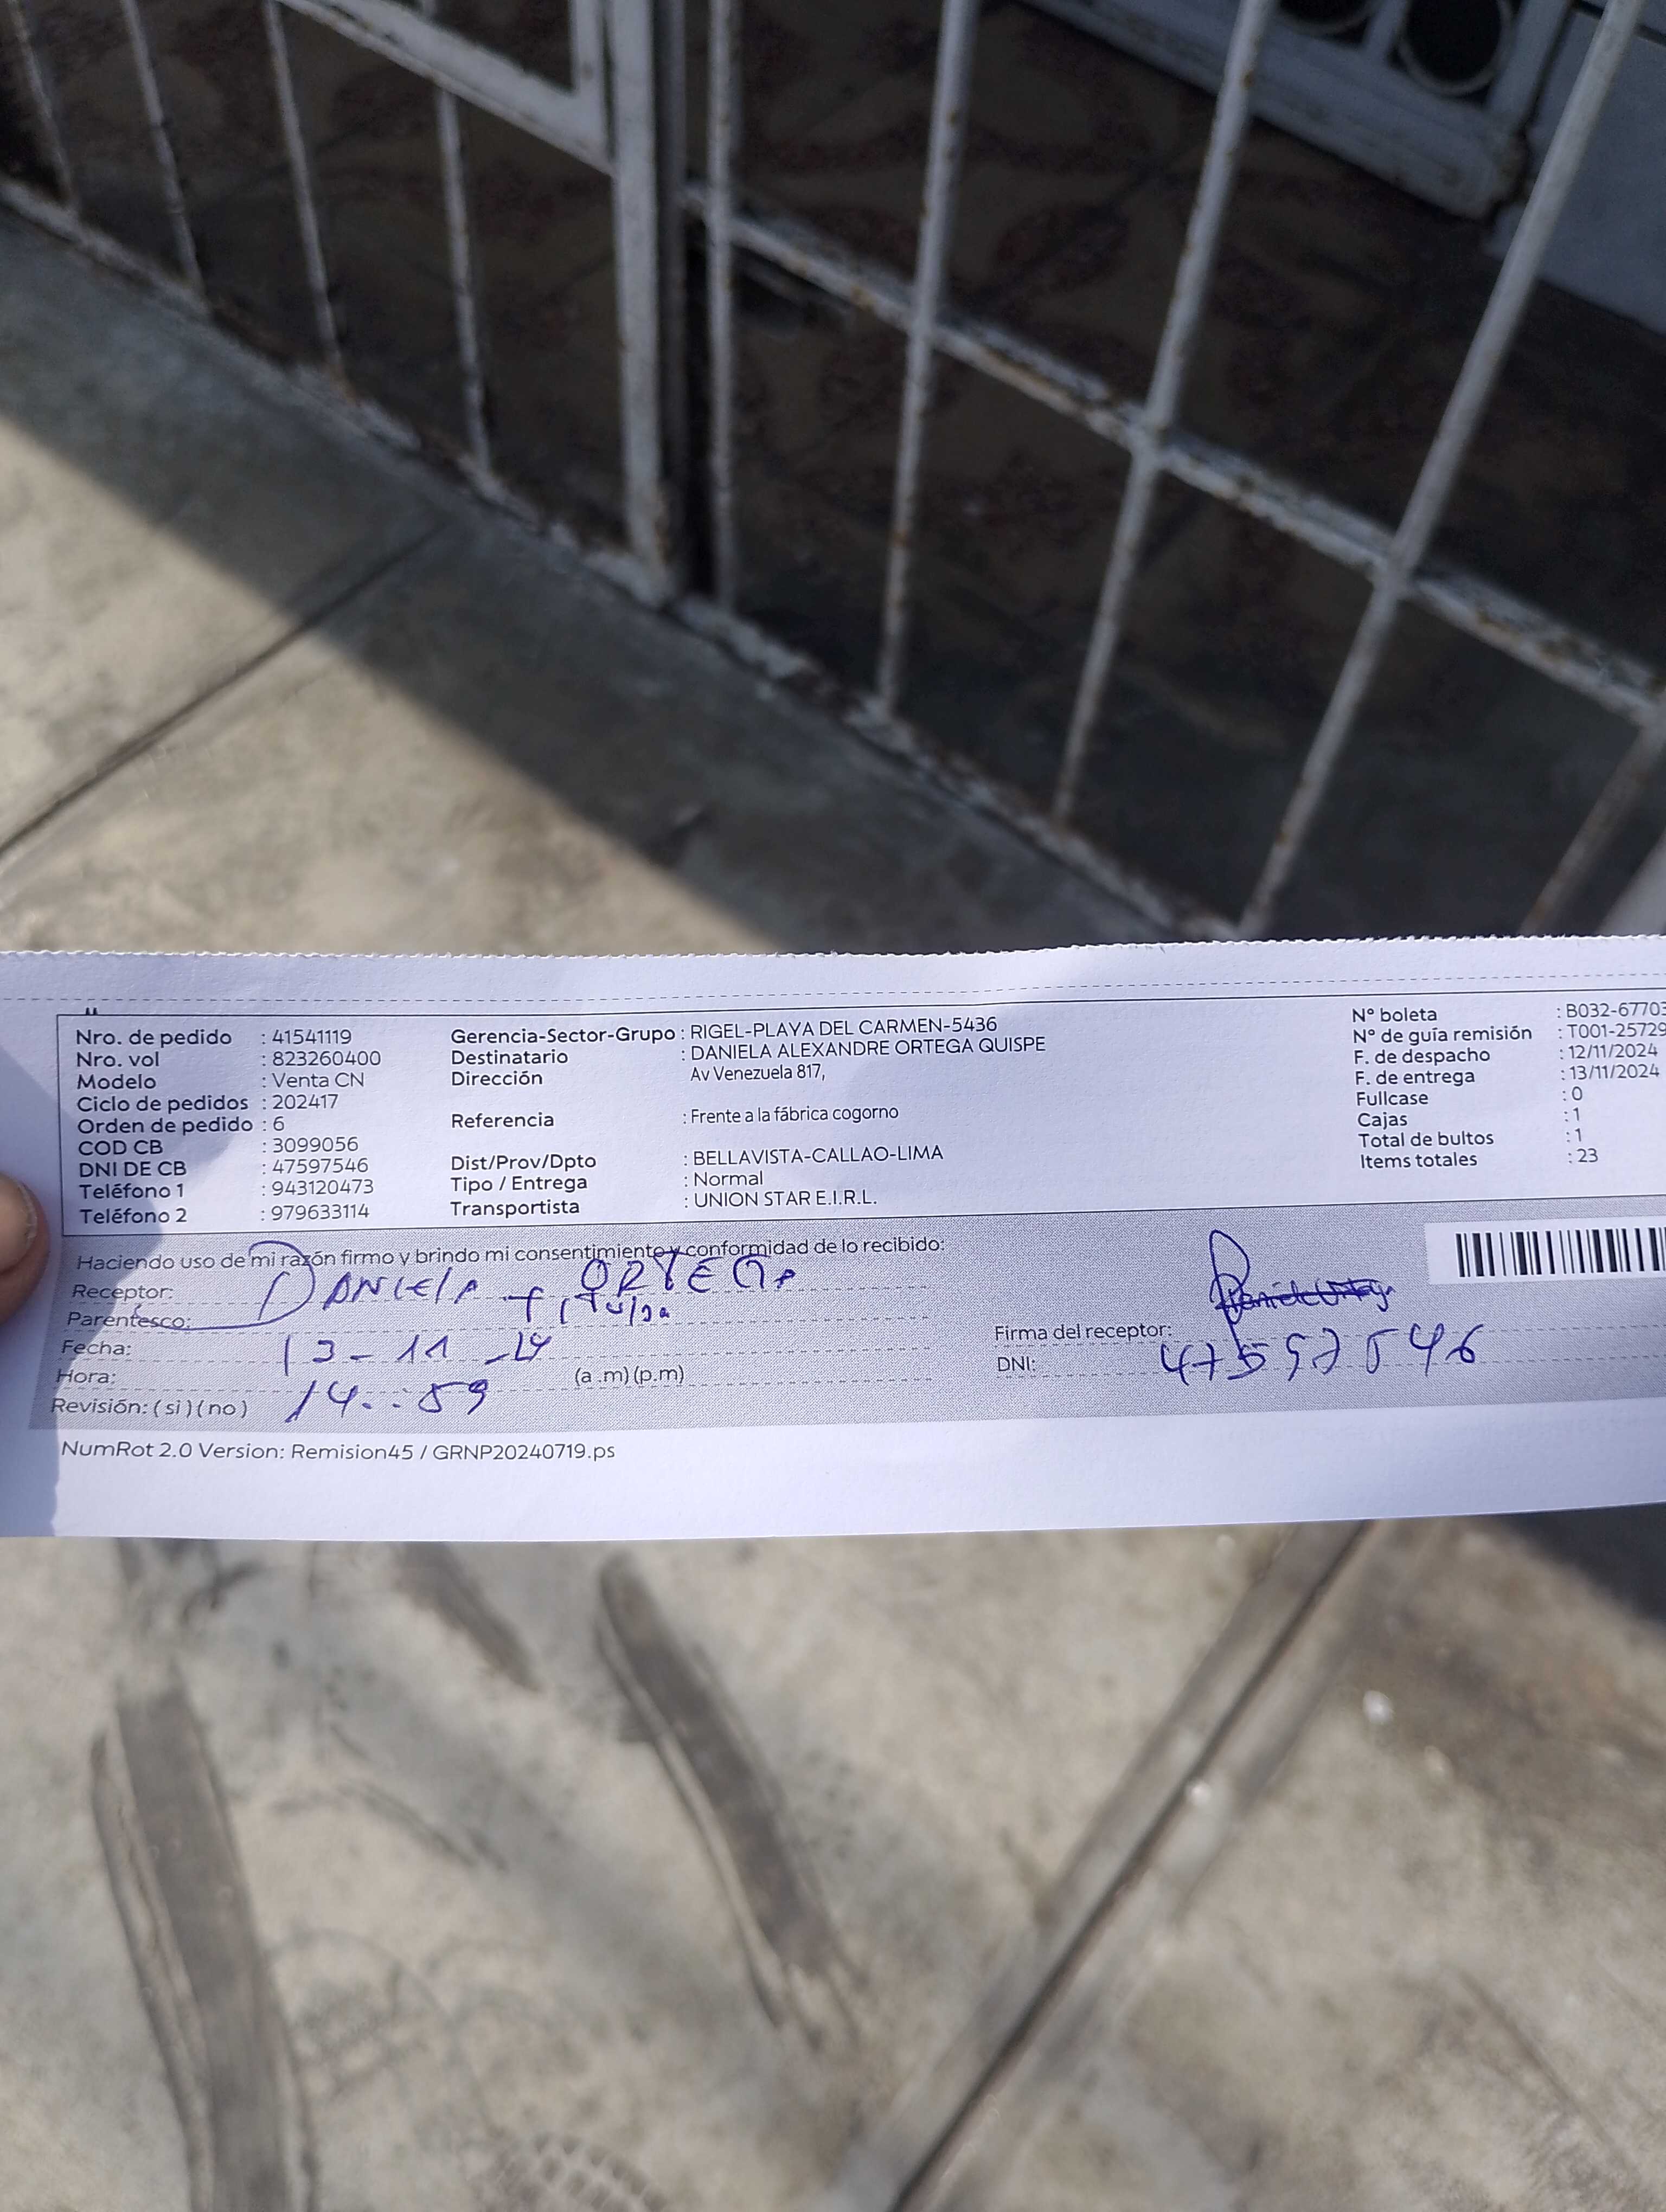 Nro. de pedido : 41541119
Nro. vol : 823260400
Modelo : Venta CN
Ciclo de pedidos : 202417
Orden de pedido : 6
COD CB : 3099056
DNI DE CB : 47597546
Teléfono 1 : 943120473
Teléfono 2 : 979633114
Gerencia-Sector-Grupo : RIGEL-PLAYA DEL CARMEN-5436
Destinatario : DANIELA ALEXANDRE ORTEGA QUISPE
Dirección Av Venezuela 817,
Referencia : Frente a la fábrica cogorno
Dist/Prov/Dpto : BELLAVISTA-CALLAO-LIMA
Tipo / Entrega : Normal
Transportista : UNION STAR E.I.R.L.
N° boleta : B032-67703
N° de guía remisión : T001-25729
F. de despacho : 12/11/2024
F. de entrega : 13/11/2024
Fullcase : 0
Cajas : 1
Total de bultos : 1
Items totales : 23
Haciendo uso de mi razón firmo y brindo mi consentimiento y conformidad de lo recibido:
Receptor: DANIELA ORTEGA
Parentesco: Titular
Fecha: 13-11-24
Hora: 14:59 (a .m) (p.m)
Revisión: ( si ) ( no )
Firma del receptor:
DNI: 47597546
NumRot 2.0 Version: Remision45 / GRNP20240719.ps